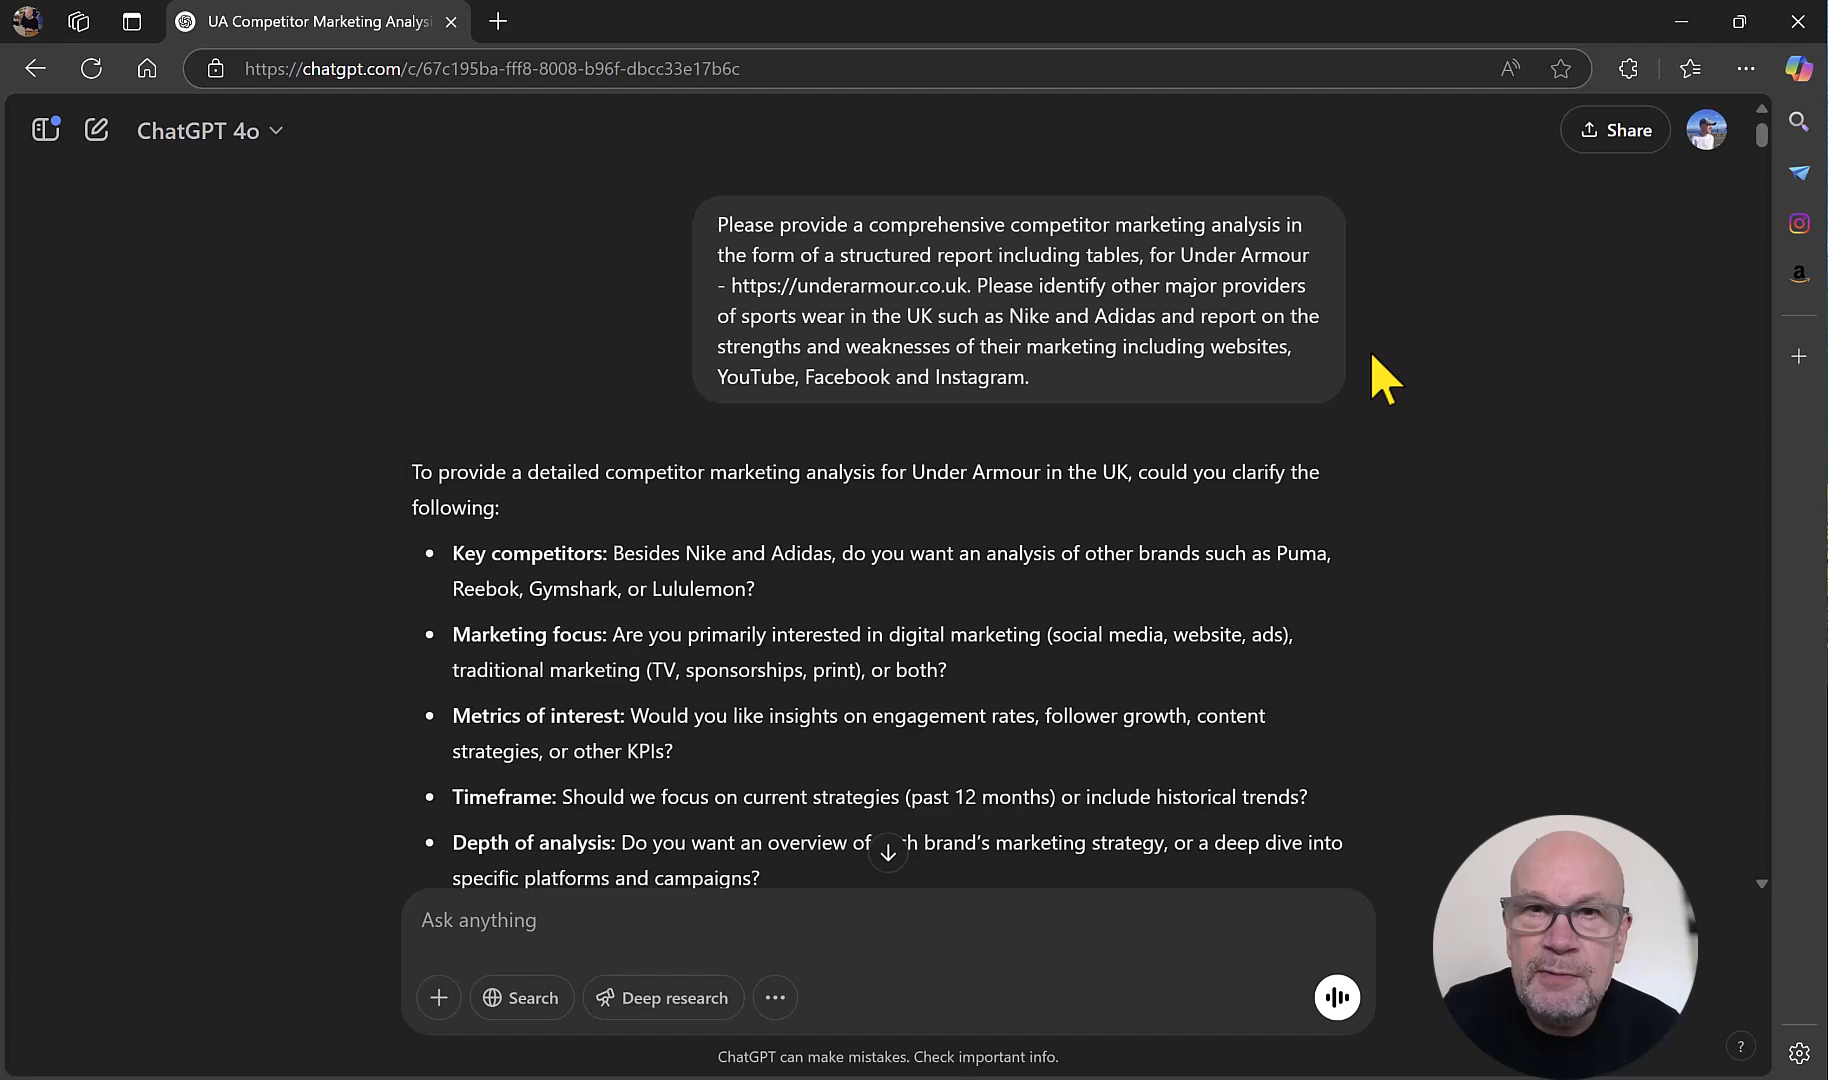 UA Competitor Marketing Analysi
https://chatgpt.com/c/67c195ba-fff8-8008-b96f-dbcc33e17b6c
ChatGPT 4o
Share
Please provide a comprehensive competitor marketing analysis in
the form of a structured report including tables, for Under Armour
- https://underarmour.co.uk. Please identify other major providers
of sports wear in the UK such as Nike and Adidas and report on the
strengths and weaknesses of their marketing including websites,
YouTube, Facebook and Instagram.
To provide a detailed competitor marketing analysis for Under Armour in the UK, could you clarify the
following:
• Key competitors: Besides Nike and Adidas, do you want an analysis of other brands such as Puma,
Reebok, Gymshark, or Lululemon?
• Marketing focus: Are you primarily interested in digital marketing (social media, website, ads),
traditional marketing (TV, sponsorships, print), or both?
• Metrics of interest: Would you like insights on engagement rates, follower growth, content
strategies, or other KPIs?
• Timeframe: Should we focus on current strategies (past 12 months) or include historical trends?
• Depth of analysis: Do you want an overview of brand's marketing strategy, or a deep dive into
specific platforms and campaigns?
Ask anything
Search
Deep research
ChatGPT can make mistakes. Check important info.
?